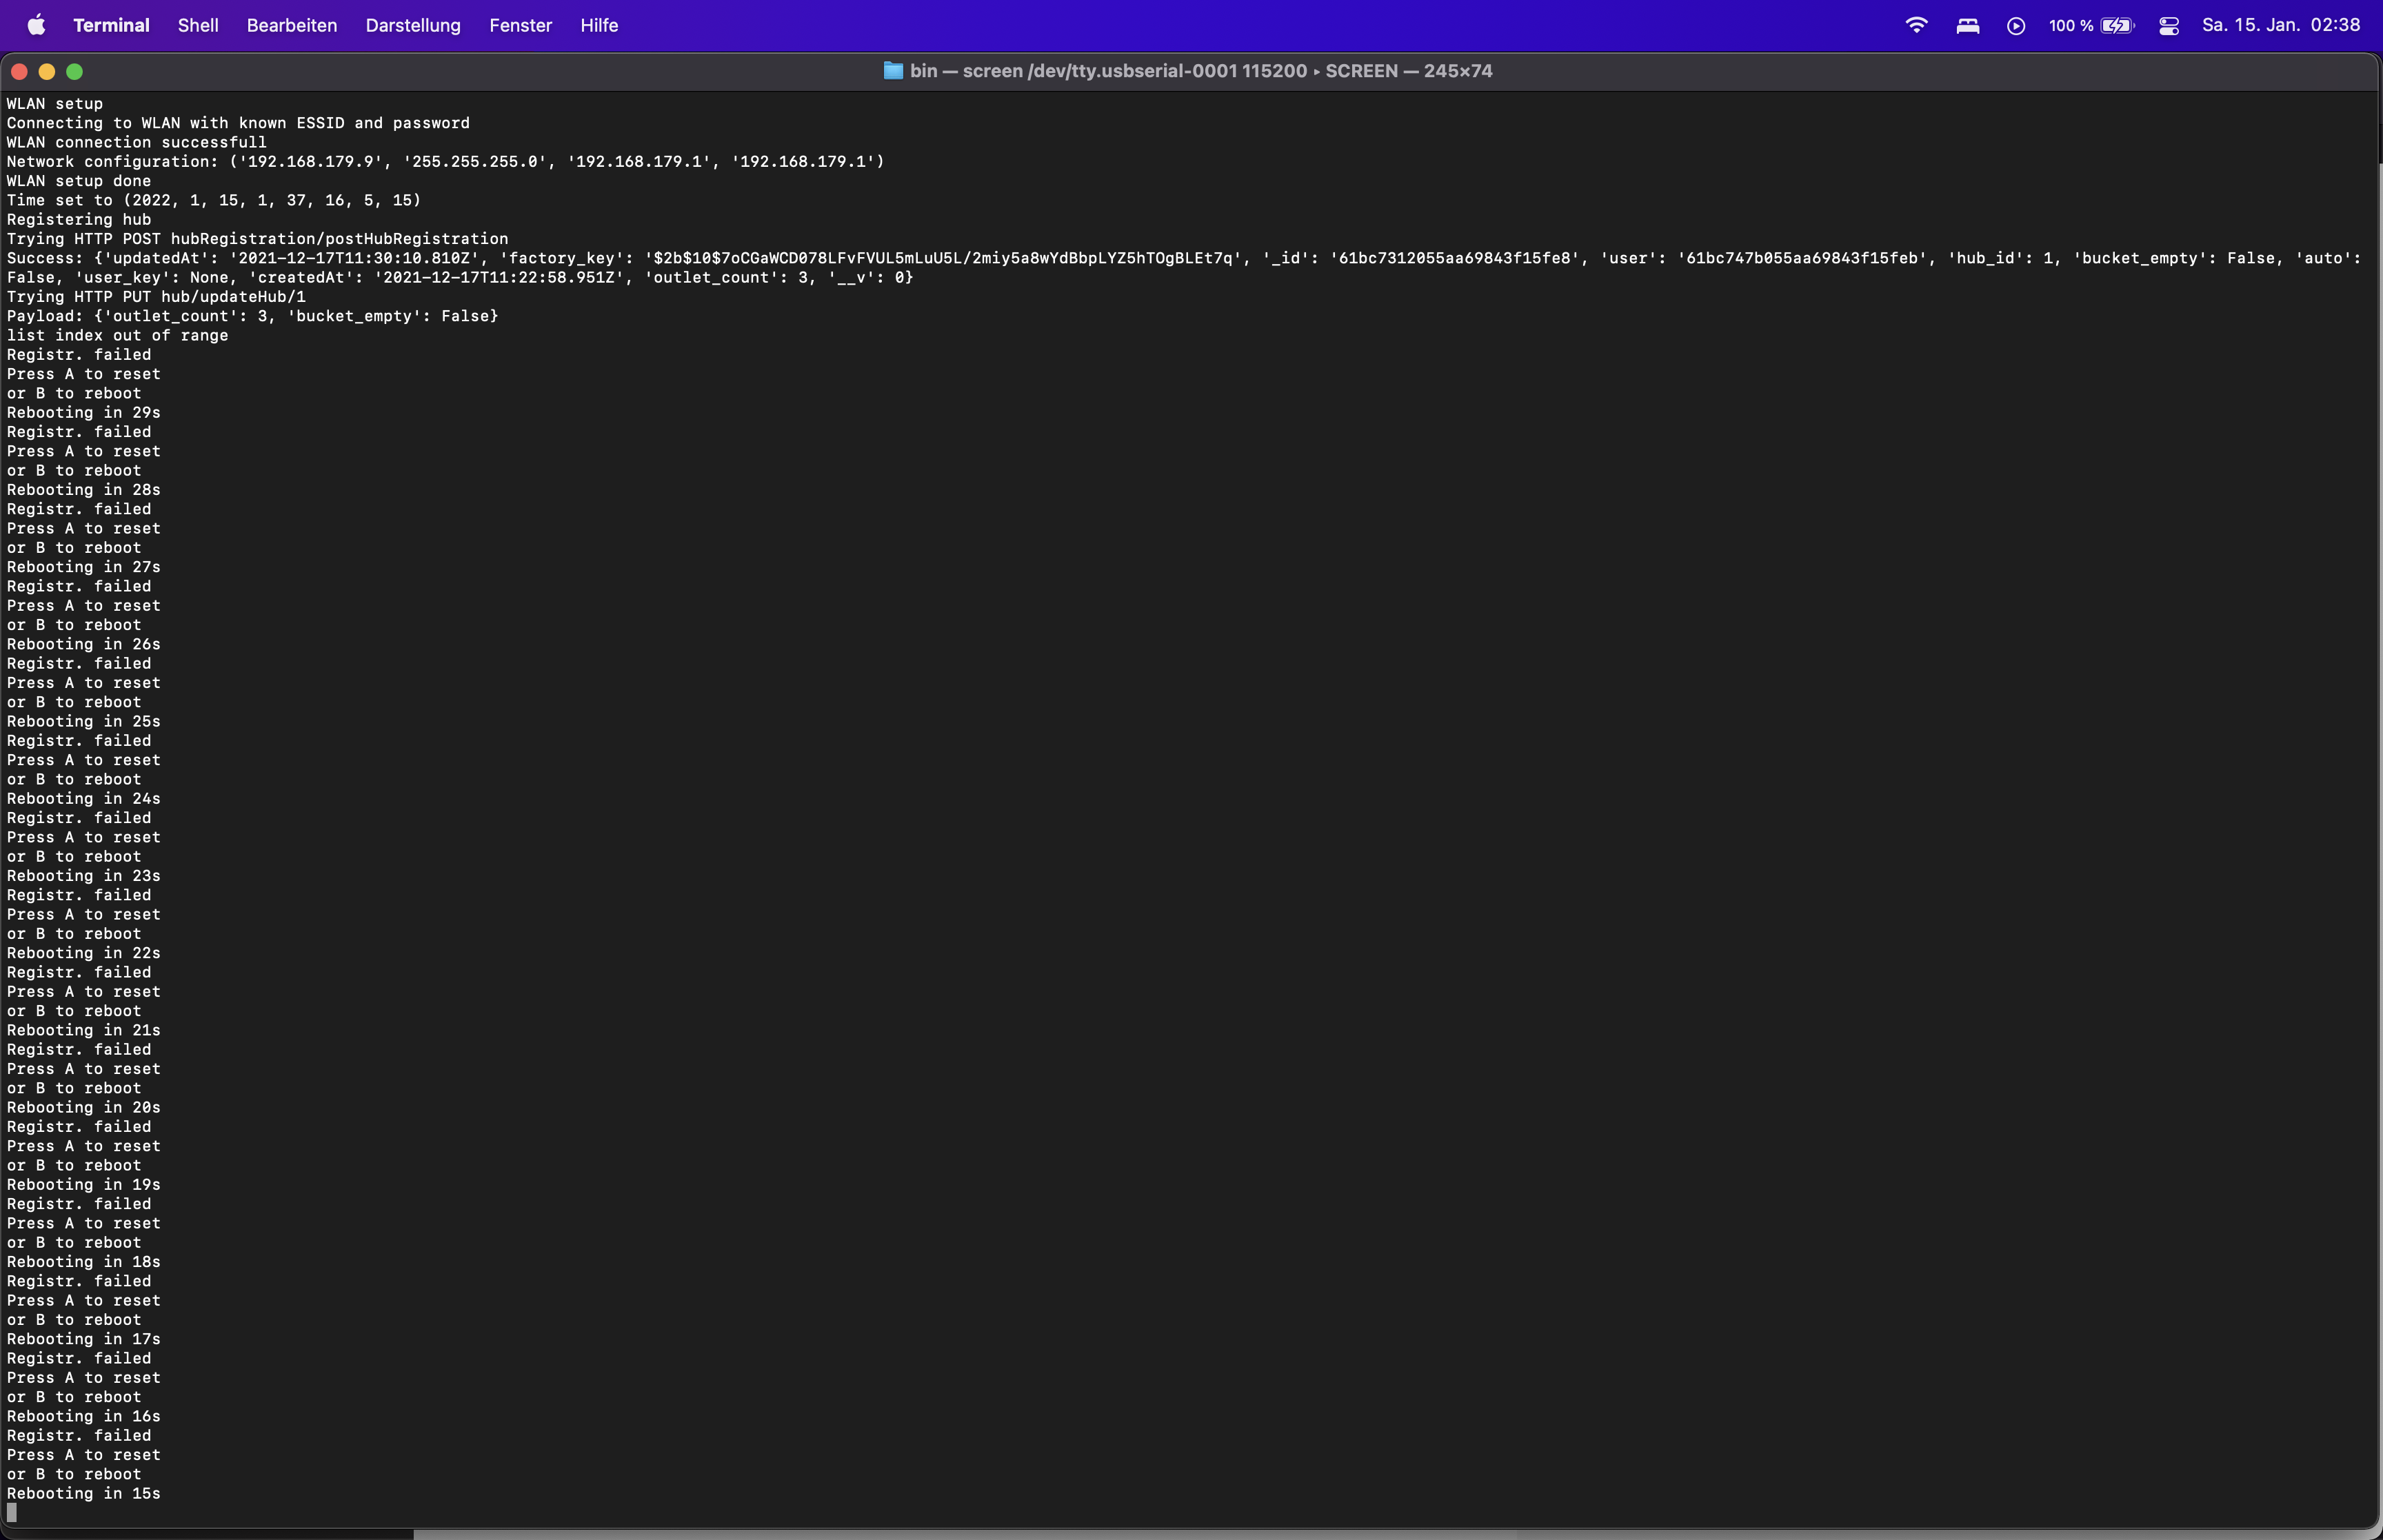 Terminal Shell Bearbeiten Darstellung Fenster Hilfe 100 % Sa. 15. Jan. 02:38
bin — screen /dev/tty.usbserial-0001 115200 ▸ SCREEN — 245×74
WLAN setup
Connecting to WLAN with known ESSID and password
WLAN connection successfull
Network configuration: ('192.168.179.9', '255.255.255.0', '192.168.179.1', '192.168.179.1')
WLAN setup done
Time set to (2022, 1, 15, 1, 37, 16, 5, 15)
Registering hub
Trying HTTP POST hubRegistration/postHubRegistration
Success: {'updatedAt': '2021-12-17T11:30:10.810Z', 'factory_key': '$2b$10$7oCGaWCD078LFvFVUL5mLuU5L/2miy5a8wYdBbpLYZ5hTOgBLEt7q', '_id': '61bc7312055aa69843f15fe8', 'user': '61bc747b055aa69843f15feb', 'hub_id': 1, 'bucket_empty': False, 'auto':
False, 'user_key': None, 'createdAt': '2021-12-17T11:22:58.951Z', 'outlet_count': 3, '__v': 0}
Trying HTTP PUT hub/updateHub/1
Payload: {'outlet_count': 3, 'bucket_empty': False}
list index out of range
Registr. failed
Press A to reset
or B to reboot
Rebooting in 29s
Registr. failed
Press A to reset
or B to reboot
Rebooting in 28s
Registr. failed
Press A to reset
or B to reboot
Rebooting in 27s
Registr. failed
Press A to reset
or B to reboot
Rebooting in 26s
Registr. failed
Press A to reset
or B to reboot
Rebooting in 25s
Registr. failed
Press A to reset
or B to reboot
Rebooting in 24s
Registr. failed
Press A to reset
or B to reboot
Rebooting in 23s
Registr. failed
Press A to reset
or B to reboot
Rebooting in 22s
Registr. failed
Press A to reset
or B to reboot
Rebooting in 21s
Registr. failed
Press A to reset
or B to reboot
Rebooting in 20s
Registr. failed
Press A to reset
or B to reboot
Rebooting in 19s
Registr. failed
Press A to reset
or B to reboot
Rebooting in 18s
Registr. failed
Press A to reset
or B to reboot
Rebooting in 17s
Registr. failed
Press A to reset
or B to reboot
Rebooting in 16s
Registr. failed
Press A to reset
or B to reboot
Rebooting in 15s